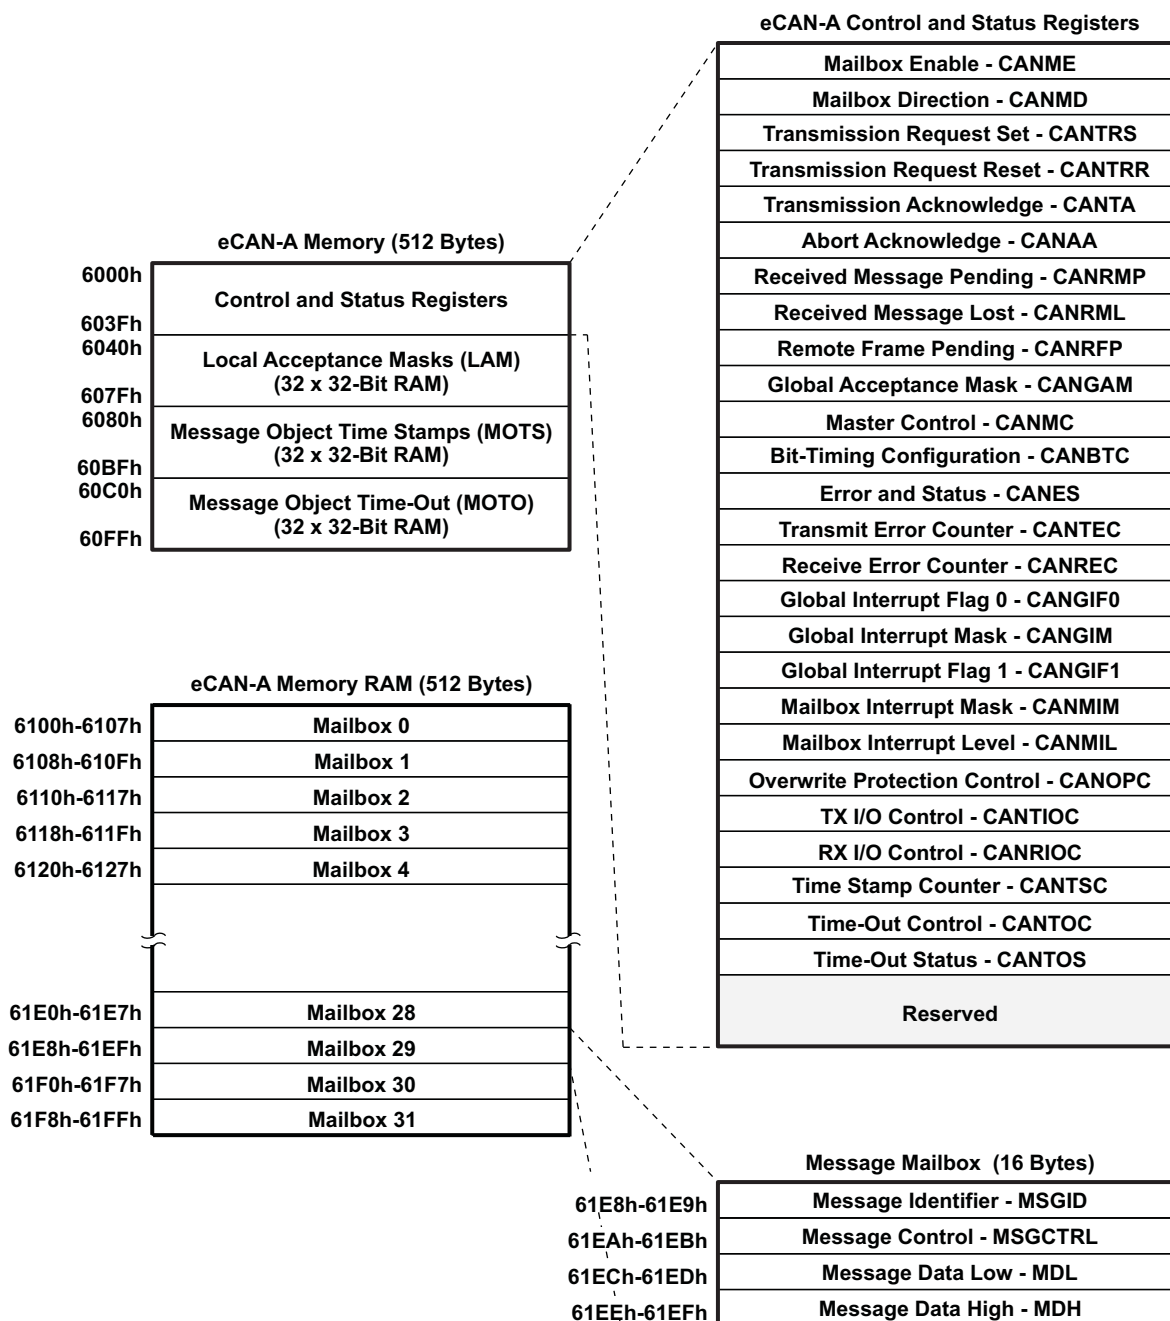 eCAN-A Control and Status Registers
Mailbox Enable - CANME
Mailbox Direction - CANMD
Transmission Request Set - CANTRS
Transmission Request Reset - CANTRR
Transmission Acknowledge - CANTA
Abort Acknowledge - CANAA
Received Message Pending - CANRMP
Received Message Lost - CANRML
Remote Frame Pending - CANRFP
Global Acceptance Mask - CANGAM
Master Control - CANMC
Bit-Timing Configuration - CANBTC
Error and Status - CANES
Transmit Error Counter - CANTEC
Receive Error Counter - CANREC
Global Interrupt Flag 0 - CANGIF0
Global Interrupt Mask - CANGIM
Global Interrupt Flag 1 - CANGIF1
Mailbox Interrupt Mask - CANMIM
Mailbox Interrupt Level - CANMIL
Overwrite Protection Control - CANOPC
TX I/O Control - CANTIOC
RX I/O Control - CANRIOC
Time Stamp Counter - CANTSC
Time-Out Control - CANTOC
Time-Out Status - CANTOS
Reserved
eCAN-A Memory (512 Bytes)
6000h
Control and Status Registers
603Fh
6040h
Local Acceptance Masks (LAM)
(32 x 32-Bit RAM)
607Fh
6080h
Message Object Time Stamps (MOTS)
(32 x 32-Bit RAM)
60BFh
60C0h
Message Object Time-Out (MOTO)
(32 x 32-Bit RAM)
60FFh
eCAN-A Memory RAM (512 Bytes)
6100h-6107h Mailbox 0
6108h-610Fh Mailbox 1
6110h-6117h Mailbox 2
6118h-611Fh Mailbox 3
6120h-6127h Mailbox 4
61E0h-61E7h Mailbox 28
61E8h-61EFh Mailbox 29
61F0h-61F7h Mailbox 30
61F8h-61FFh Mailbox 31
Message Mailbox (16 Bytes)
61E8h-61E9h Message Identifier - MSGID
61EAh-61EBh Message Control - MSGCTRL
61ECh-61EDh Message Data Low - MDL
61EEh-61EFh Message Data High - MDH